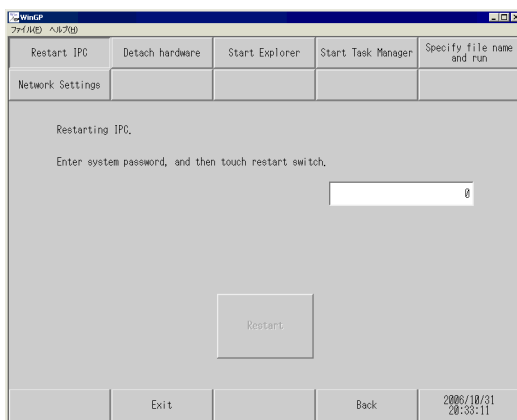 WinGP
ファイル(F) ヘルプ(H)
Restart IPC
Detach hardware
Start Explorer
Start Task Manager
Specify file name
and run
Network Settings
Restarting IPC.
Enter system password, and then touch restart switch.
0
Restart
Exit
Back
2006/10/31
20:33:11